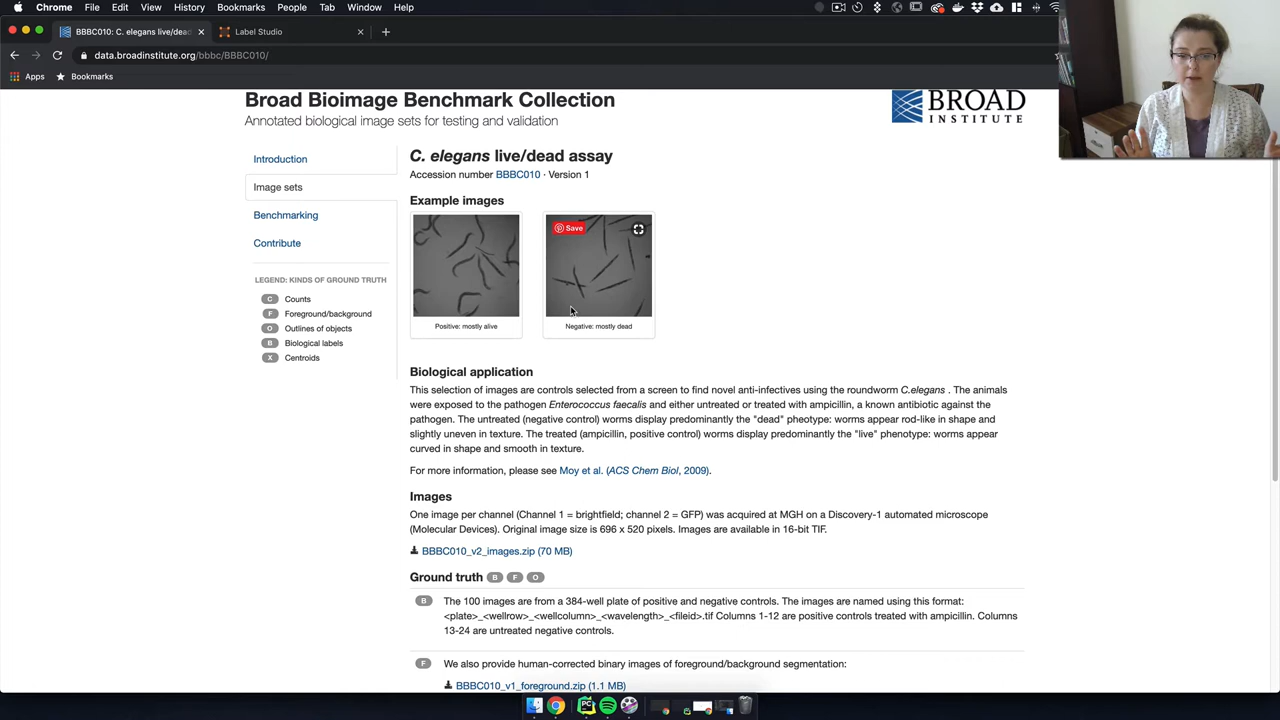 Chrome File Edit View History Bookmarks People Tab Window Help
BBBC010: C. elegans live/dead
Label Studio
data.broadinstitute.org/bbbc/BBBC010/
Apps Bookmarks
Broad Bioimage Benchmark Collection
Annotated biological image sets for testing and validation
BROAD
INSTITUTE
Introduction
Image sets
Benchmarking
Contribute
LEGEND: KINDS OF GROUND TRUTH
C Counts
F Foreground/background
O Outlines of objects
B Biological labels
X Centroids
C. elegans live/dead assay
Accession number BBBC010 · Version 1
Example images
Save
Positive: mostly alive
Negative: mostly dead
Biological application
This selection of images are controls selected from a screen to find novel anti-infectives using the roundworm C.elegans . The animals
were exposed to the pathogen Enterococcus faecalis and either untreated or treated with ampicillin, a known antibiotic against the
pathogen. The untreated (negative control) worms display predominantly the "dead" pheotype: worms appear rod-like in shape and
slightly uneven in texture. The treated (ampicillin, positive control) worms display predominantly the "live" phenotype: worms appear
curved in shape and smooth in texture.
For more information, please see Moy et al. (ACS Chem Biol, 2009).
Images
One image per channel (Channel 1 = brightfield; channel 2 = GFP) was acquired at MGH on a Discovery-1 automated microscope
(Molecular Devices). Original image size is 696 x 520 pixels. Images are available in 16-bit TIF.
BBBC010_v2_images.zip (70 MB)
Ground truth B F O
B The 100 images are from a 384-well plate of positive and negative controls. The images are named using this format:
<plate>_<wellrow>_<wellcolumn>_<wavelength>_<fileid>.tif Columns 1-12 are positive controls treated with ampicillin. Columns
13-24 are untreated negative controls.
F We also provide human-corrected binary images of foreground/background segmentation:
BBBC010_v1_foreground.zip (1.1 MB)
PC